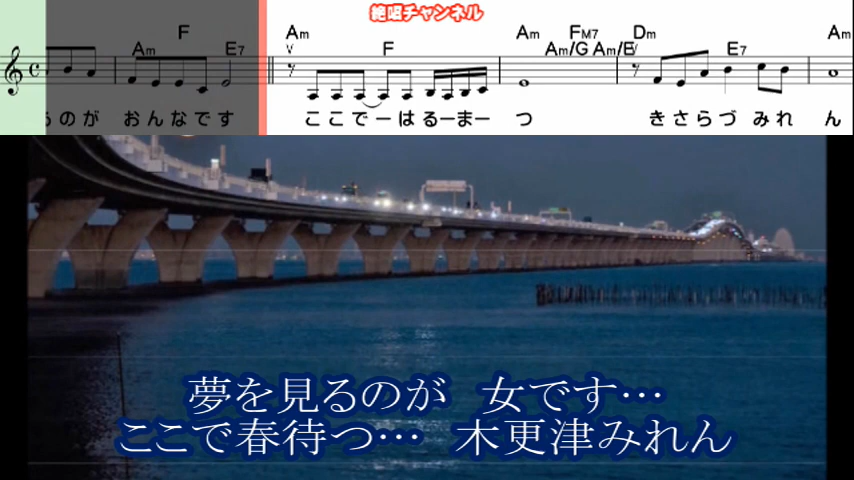 絶唱チャンネル
F Am FM7 Dm Am
Am E7 F Am/G Am/E E7
るのが おんなです ここでーはるーまー つ きさらづ みれ ん
夢を見るのが 女です…
ここで春待つ… 木更津みれん